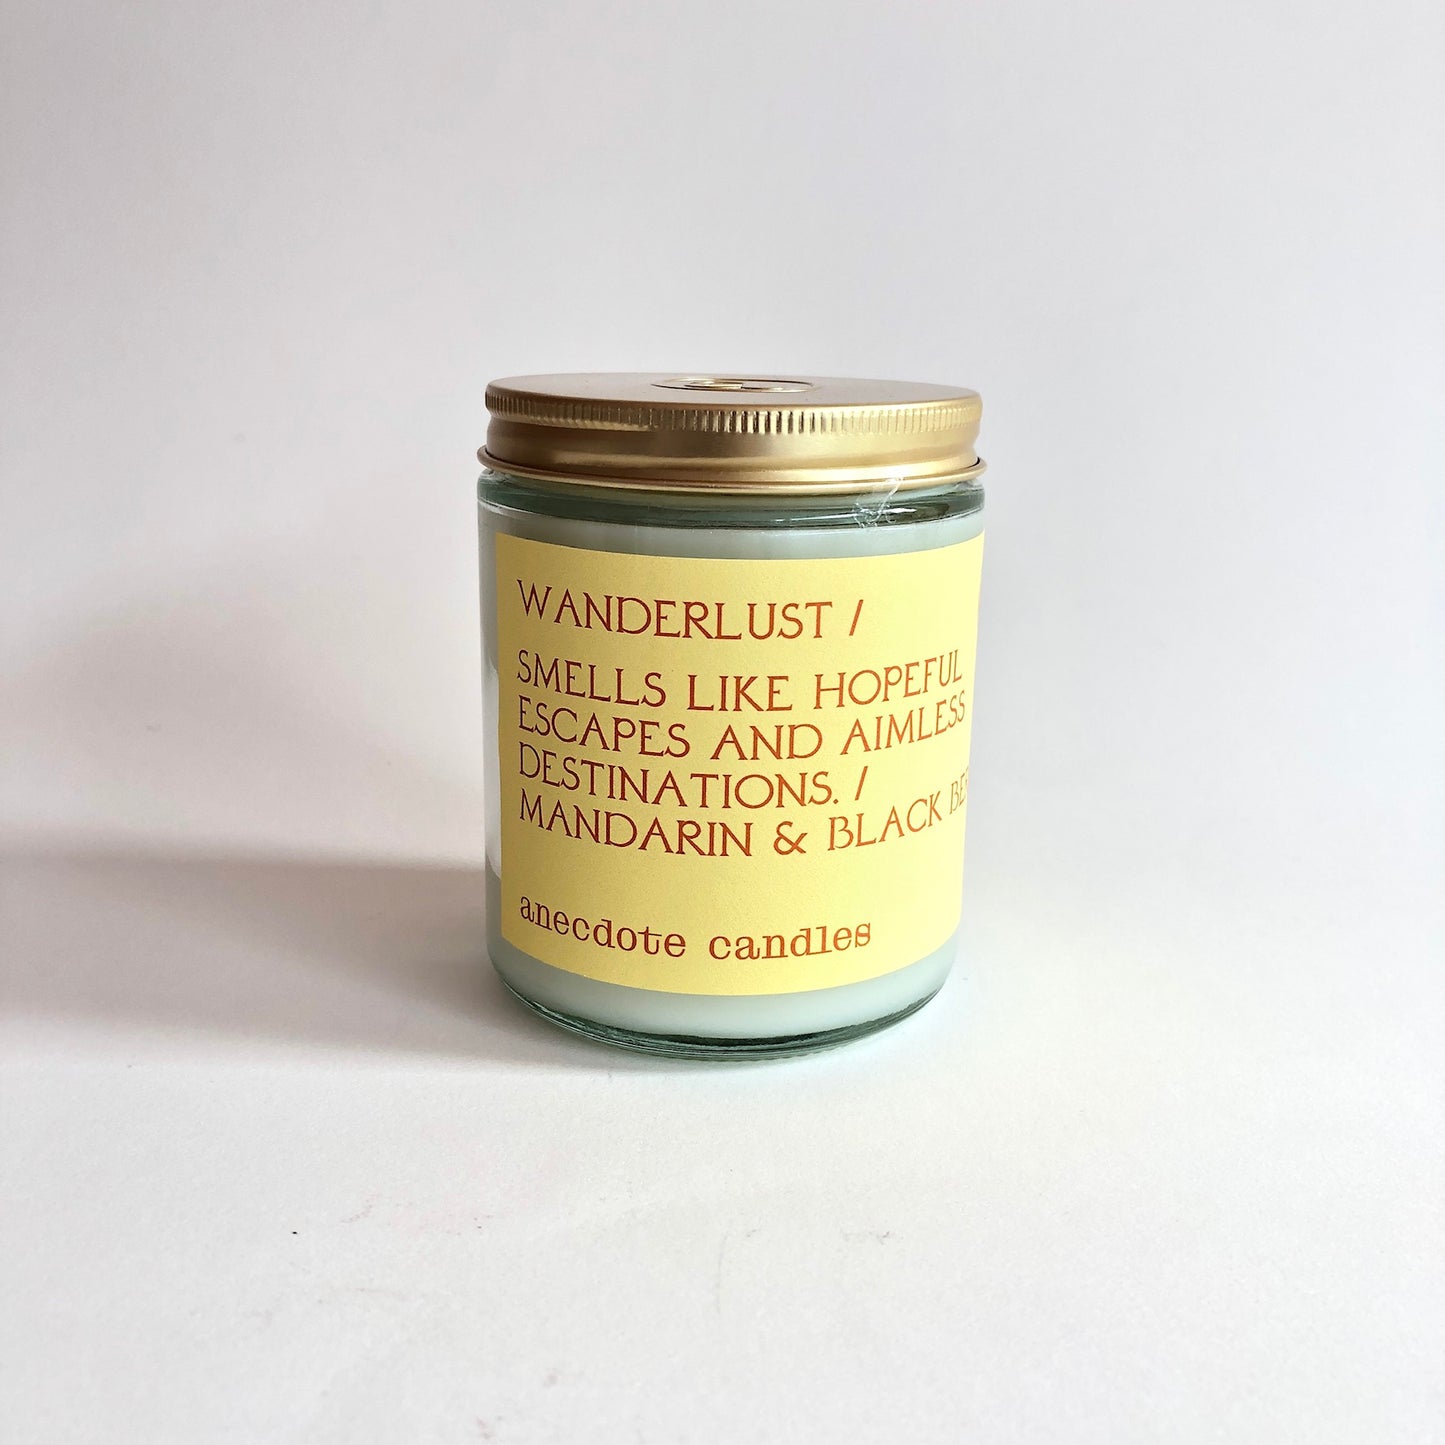 WANDERLUST /
SMELLS LIKE HOPEFUL
ESCAPES AND AIMLESS
DESTINATIONS. /
MANDARIN & BLACK
anecdote candles